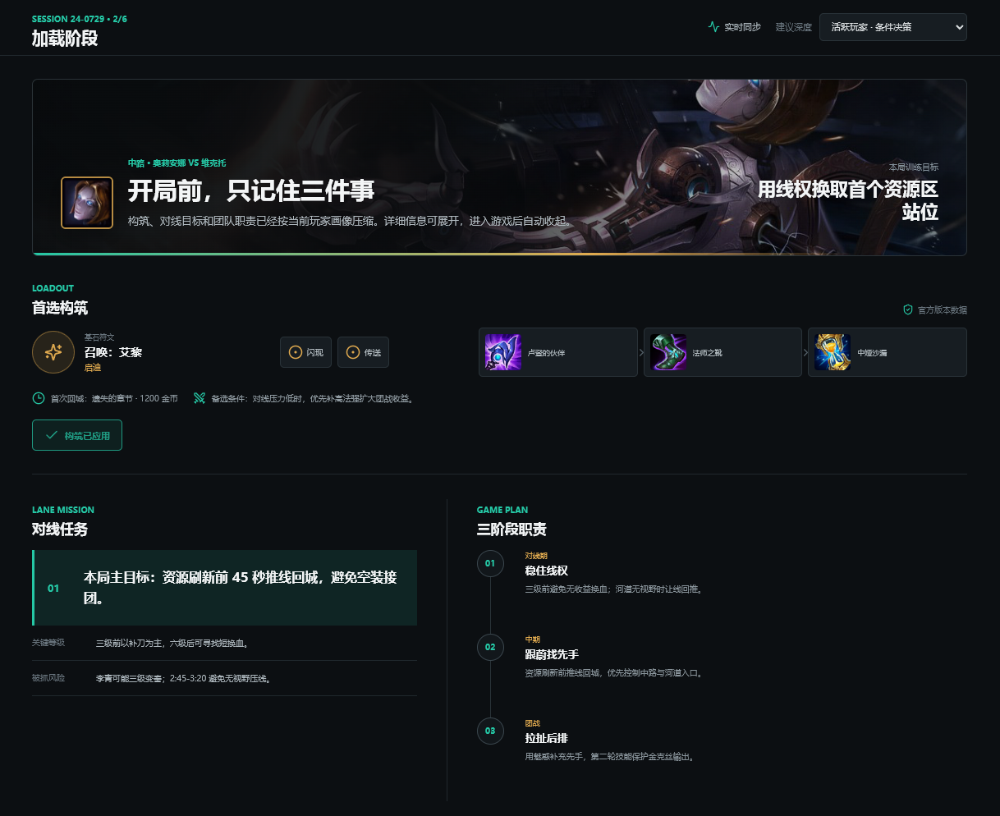 SESSION 24-0729 • 2/6
加载阶段
实时同步
建议深度
活跃玩家 · 条件决策
中路 • 奥莉安娜 VS 维克托
开局前，只记住三件事
构筑、对线目标和团队职责已经按当前玩家画像压缩。详细信息可展开，进入游戏后自动收起。
本局训练目标
用线权换取首个资源区
站位
LOADOUT
首选构筑
官方版本数据
基石符文
召唤：艾黎
启迪
闪现
传送
卢登的伙伴
法师之靴
中娅沙漏
首次回城：遗失的章节 · 1200 金币
备选条件：对线压力低时，优先补高法强扩大团战收益。
构筑已应用
LANE MISSION
对线任务
01
本局主目标：资源刷新前 45 秒推线回城，避免空装接
团。
关键等级
三级前以补刀为主，六级后可寻找短换血。
被抓风险
李青可能三级变奏；2:45-3:20 避免无视野压线。
GAME PLAN
三阶段职责
01
对线期
稳住线权
三级前避免无收益换血；河道无视野时让线回推。
02
中期
跟蔚找先手
资源刷新前推线回城，优先控制中路与河道入口。
03
团战
拉扯后排
用魅惑补充先手，第二轮技能保护金克丝输出。